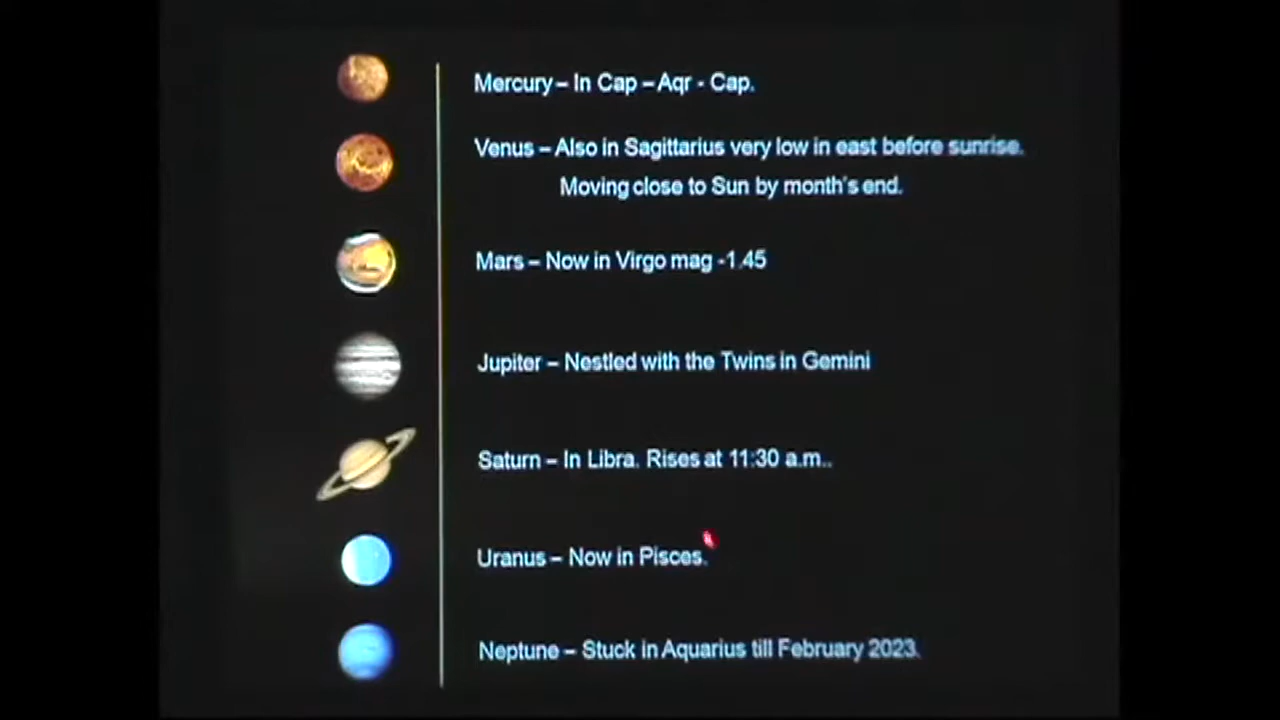 Mercury – In Cap – Aqr - Cap.
Venus – Also in Sagittarius very low in east before sunrise.
Moving close to Sun by month's end.
Mars – Now in Virgo mag -1.45
Jupiter – Nestled with the Twins in Gemini
Saturn – In Libra. Rises at 11:30 a.m..
Uranus – Now in Pisces.
Neptune – Stuck in Aquarius till February 2023.